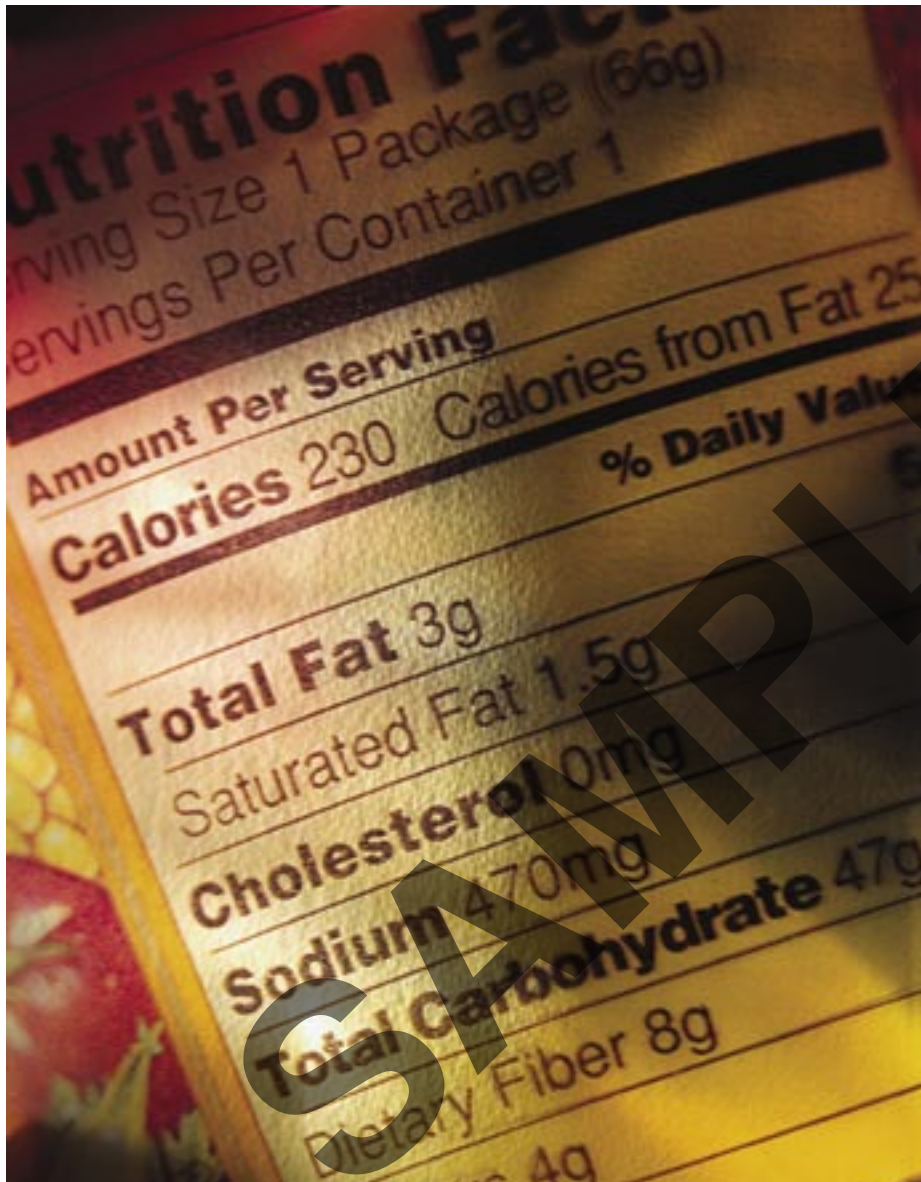 utrition Facts
rving Size 1 Package (66g)
ervings Per Container 1
Amount Per Serving
Calories 230 Calories from Fat 25
% Daily Valu
Total Fat 3g
Saturated Fat 1.5g
Cholesterol 0mg
Sodium 470mg
Total Carbohydrate 47g
Dietary Fiber 8g
4g
SAMPL